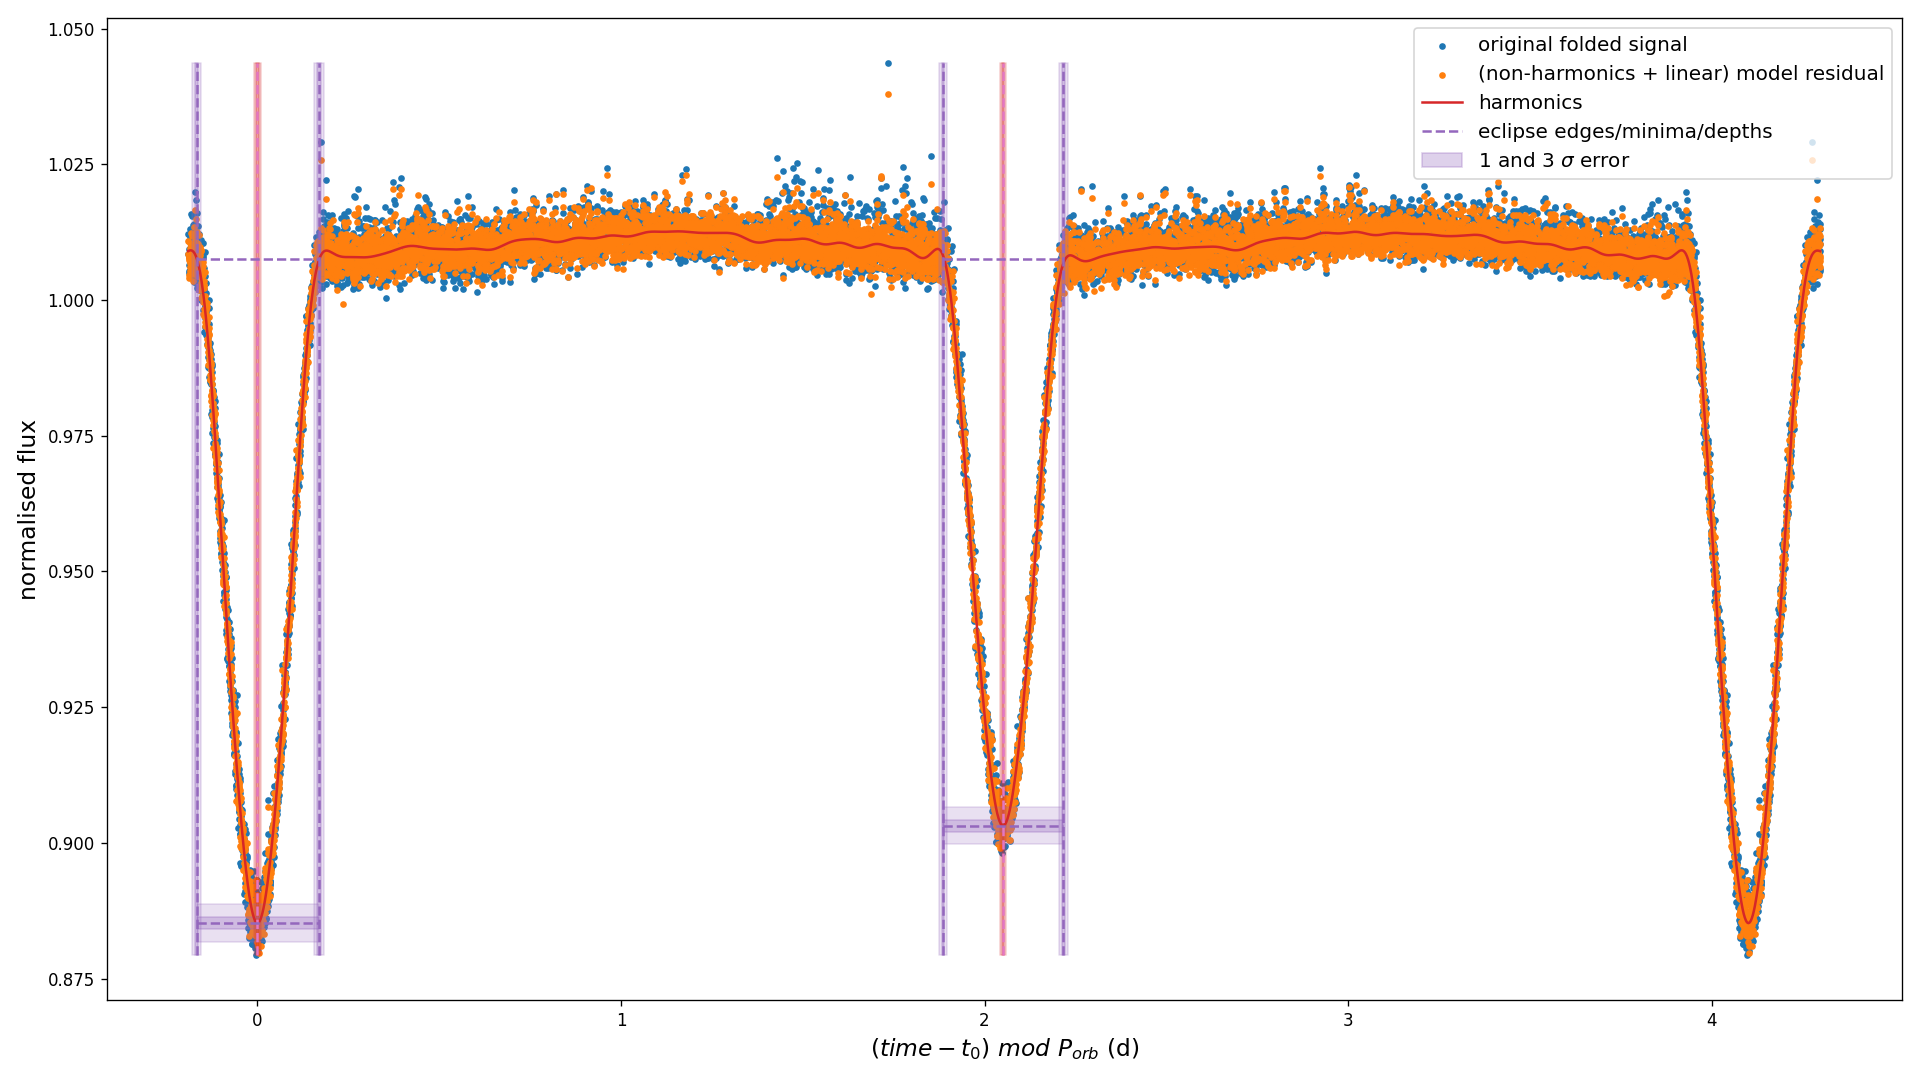 1.050
1.025
1.000
0.975
0.950
0.925
0.900
0.875
normalised flux
original folded signal
(non-harmonics + linear) model residual
harmonics
eclipse edges/minima/depths
1 and 3 σ error
0 1 2 3 4
(time − t₀) mod Pₒᵣb (d)